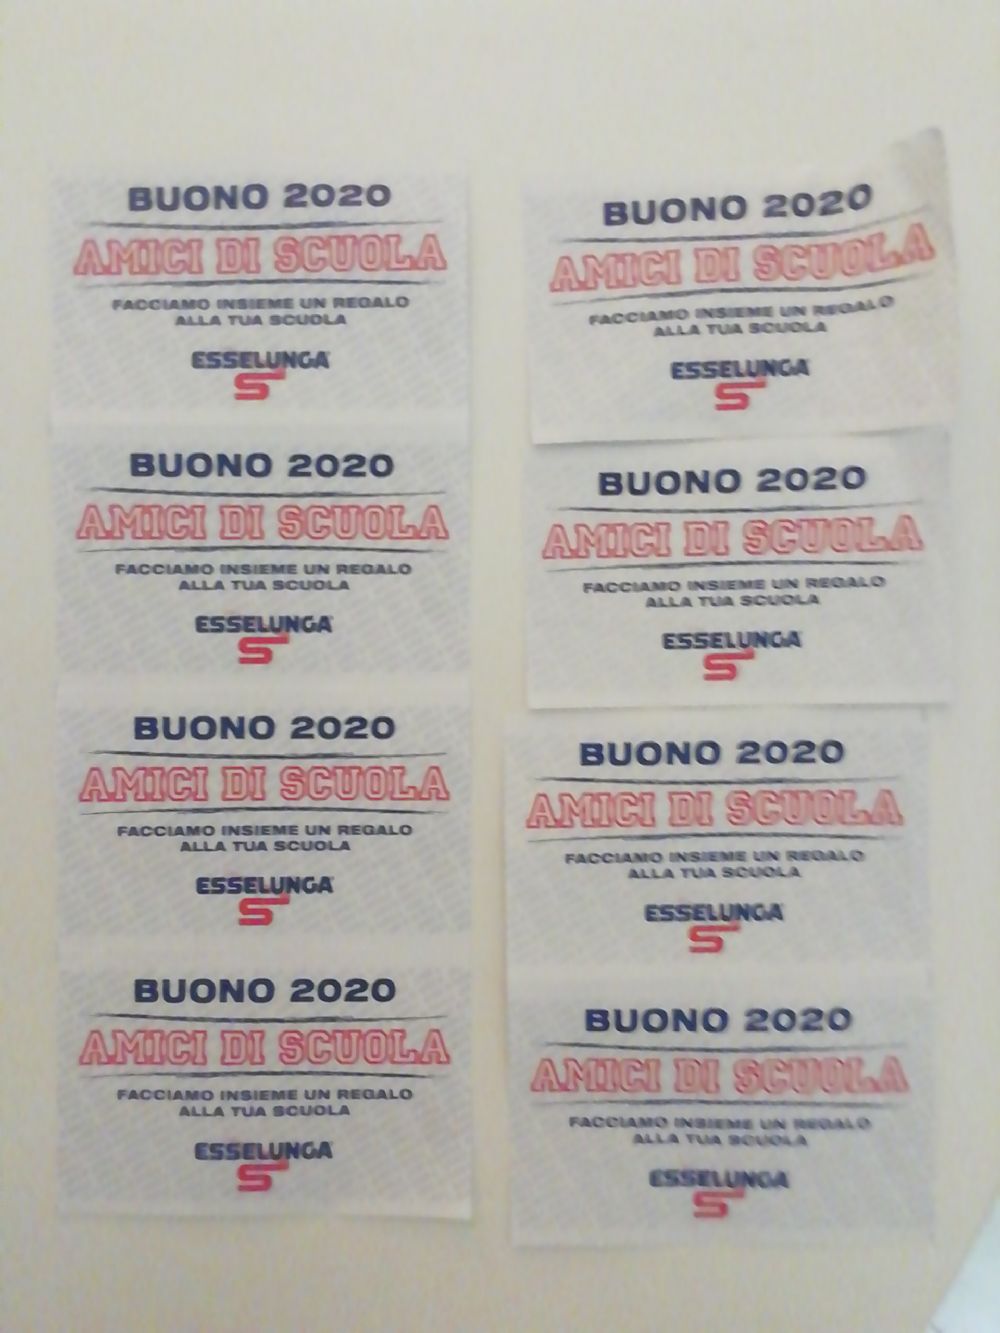 BUONO 2020
AMICI DI SCUOLA
FACCIAMO INSIEME UN REGALO
ALLA TUA SCUOLA
ESSELUNGA
S
BUONO 2020
AMICI DI SCUOLA
FACCIAMO INSIEME UN REGALO
ALLA TUA SCUOLA
ESSELUNGA
S
BUONO 2020
AMICI DI SCUOLA
FACCIAMO INSIEME UN REGALO
ALLA TUA SCUOLA
ESSELUNGA
S
BUONO 2020
AMICI DI SCUOLA
FACCIAMO INSIEME UN REGALO
ALLA TUA SCUOLA
ESSELUNGA
S
BUONO 2020
AMICI DI SCUOLA
FACCIAMO INSIEME UN REGALO
ALLA TUA SCUOLA
ESSELUNGA
S
BUONO 2020
AMICI DI SCUOLA
FACCIAMO INSIEME UN REGALO
ALLA TUA SCUOLA
ESSELUNGA
S
BUONO 2020
AMICI DI SCUOLA
FACCIAMO INSIEME UN REGALO
ALLA TUA SCUOLA
ESSELUNGA
S
BUONO 2020
AMICI DI SCUOLA
FACCIAMO INSIEME UN REGALO
ALLA TUA SCUOLA
ESSELUNGA
S